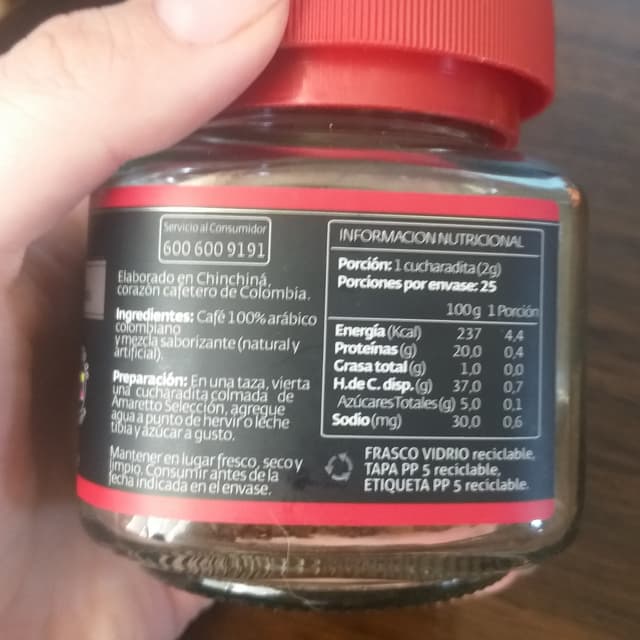 Servicio al Consumidor
600 600 9191
Elaborado en Chinchiná,
corazón cafetero de Colombia.
Ingredientes: Café 100% arábico
colombiano
y mezcla saborizante (natural y
artificial).
Preparación: En una taza, vierta
una cucharadita colmada de
Amaretto Selección, agregue
agua a punto de hervir o leche
tibia y azúcar a gusto.
Mantener en lugar fresco, seco y
limpio. Consumir antes de la
fecha indicada en el envase.
INFORMACION NUTRICIONAL
Porción: 1 cucharadita (2g)
Porciones por envase: 25
100g 1 Porción
Energía (Kcal) 237 4,4
Proteínas (g) 20,0 0,4
Grasa total (g) 1,0 0,0
H.de C. disp. (g) 37,0 0,7
Azúcares Totales (g) 5,0 0,1
Sodio (mg) 30,0 0,6
FRASCO VIDRIO reciclable,
TAPA PP 5 reciclable,
ETIQUETA PP 5 reciclable.